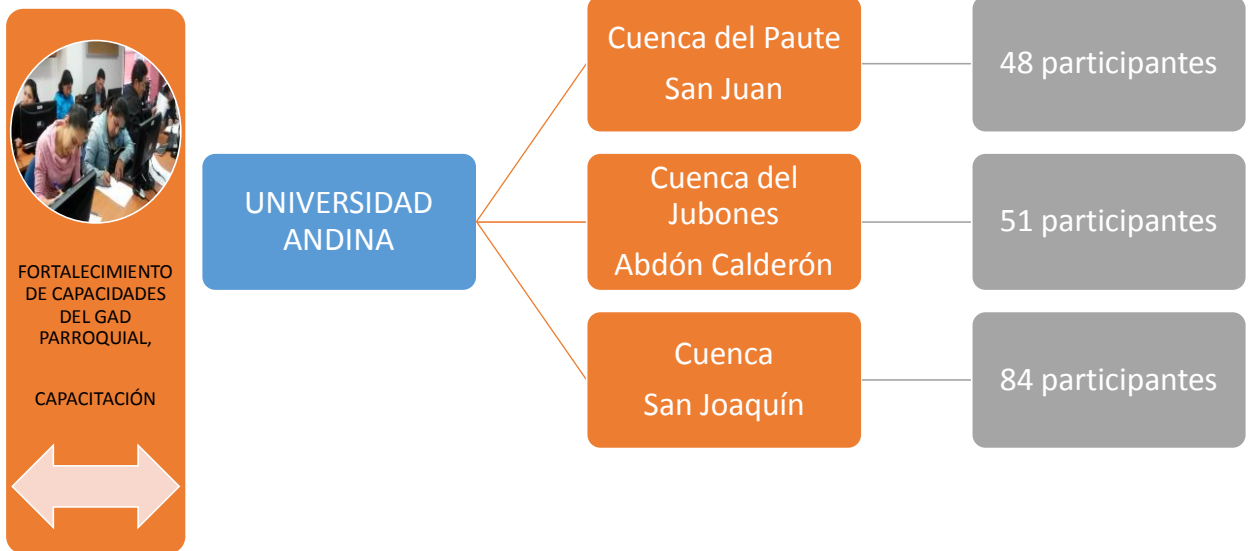 FORTALECIMIENTO
DE CAPACIDADES
DEL GAD
PARROQUIAL,
CAPACITACIÓN
UNIVERSIDAD
ANDINA
Cuenca del Paute
San Juan
48 participantes
Cuenca del
Jubones
Abdón Calderón
51 participantes
Cuenca
San Joaquín
84 participantes